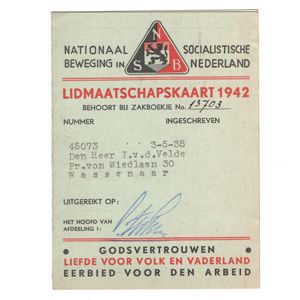 NATIONAAL SOCIALISTISCHE
BEWEGING IN NEDERLAND
N
S B
LIDMAATSCHAPSKAART 1942
BEHOORT BIJ ZAKBOEKJE No. 13703
NUMMER INGESCHREVEN
45073 3-5-35
Den Heer I.v.d.Velde
Pr.von Wiedlaan 30
Wassenaar
UITGEREIKT OP:
HET HOOFD VAN
AFDEELING I:
GODSVERTROUWEN
LIEFDE VOOR VOLK EN VADERLAND
EERBIED VOOR DEN ARBEID